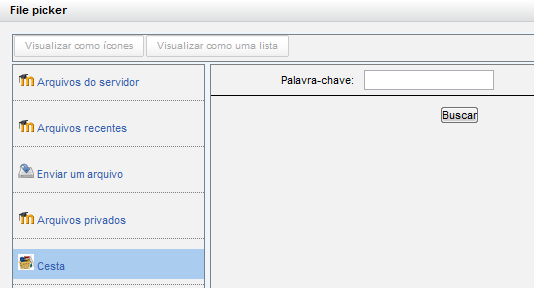 File picker
Visualizar como ícones Visualizar como uma lista
Arquivos do servidor
Palavra-chave:
Arquivos recentes
Buscar
Enviar um arquivo
Arquivos privados
Cesta